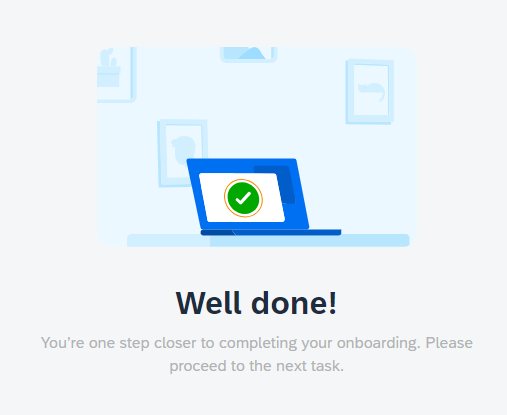 Well done!
You're one step closer to completing your onboarding. Please
proceed to the next task.